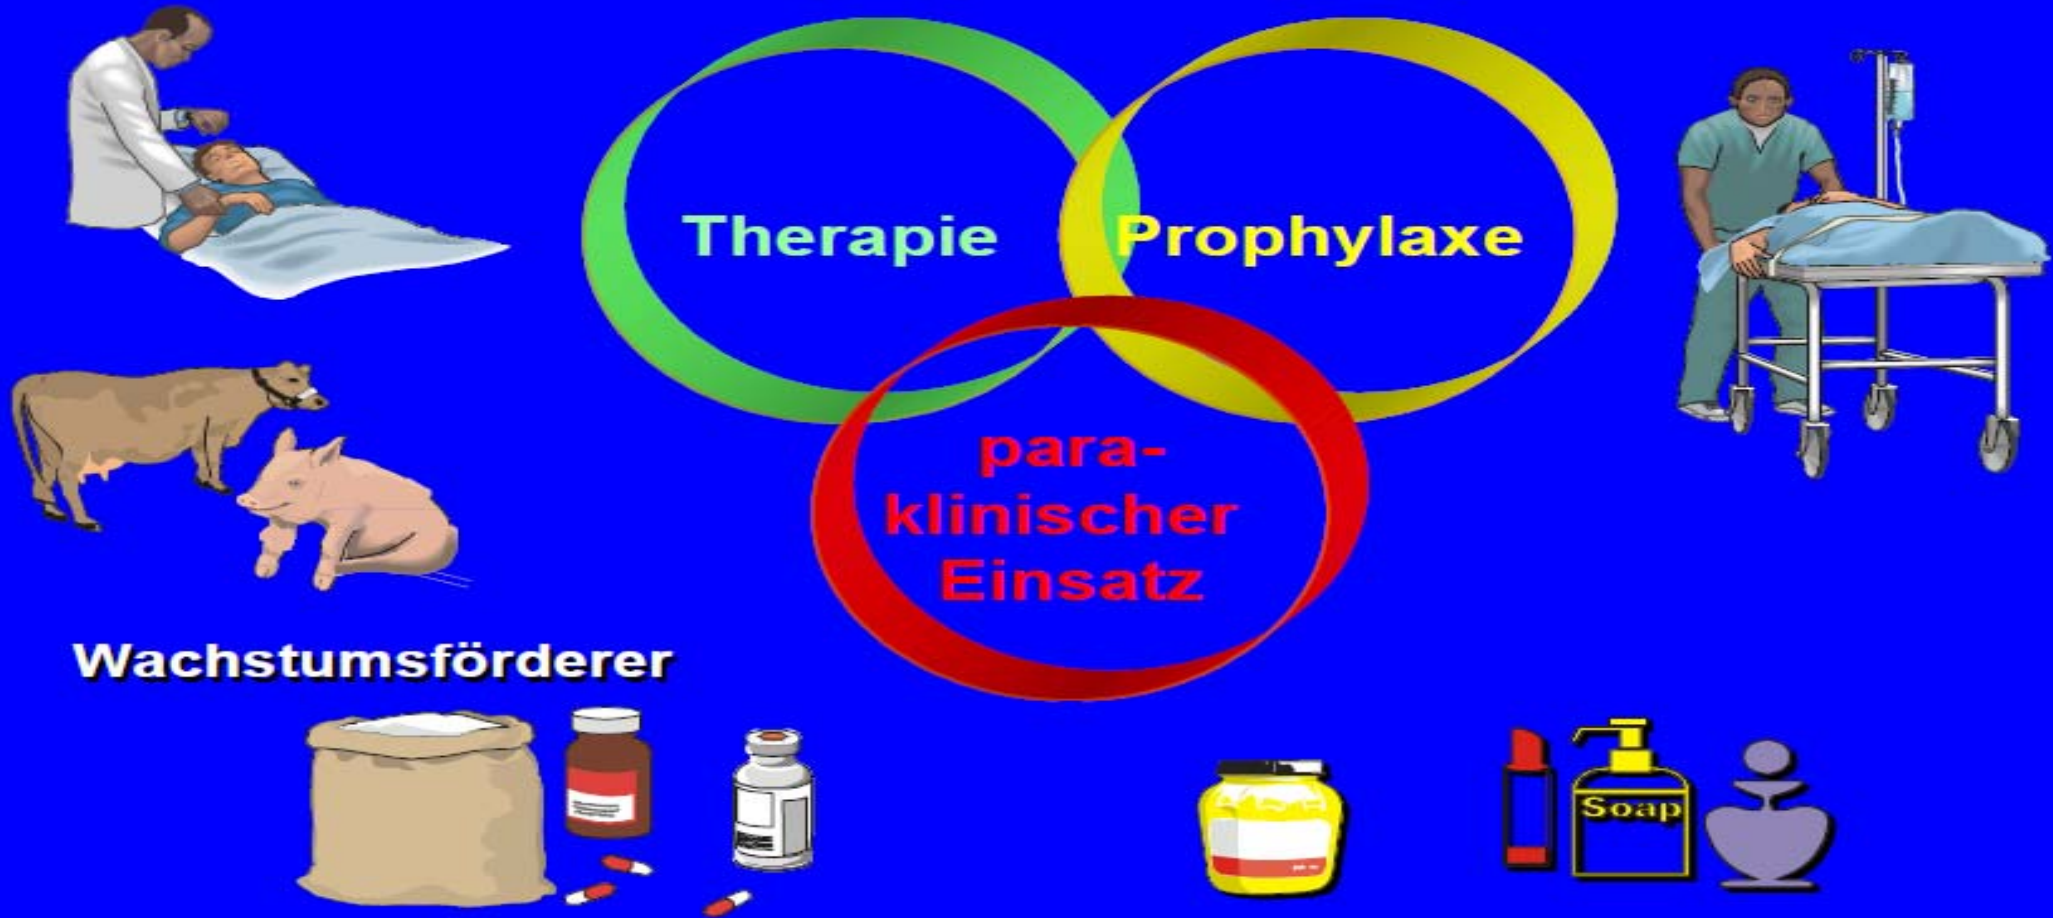 Therapie
Prophylaxe
para-
klinischer
Einsatz
Wachstumsförderer
Soap